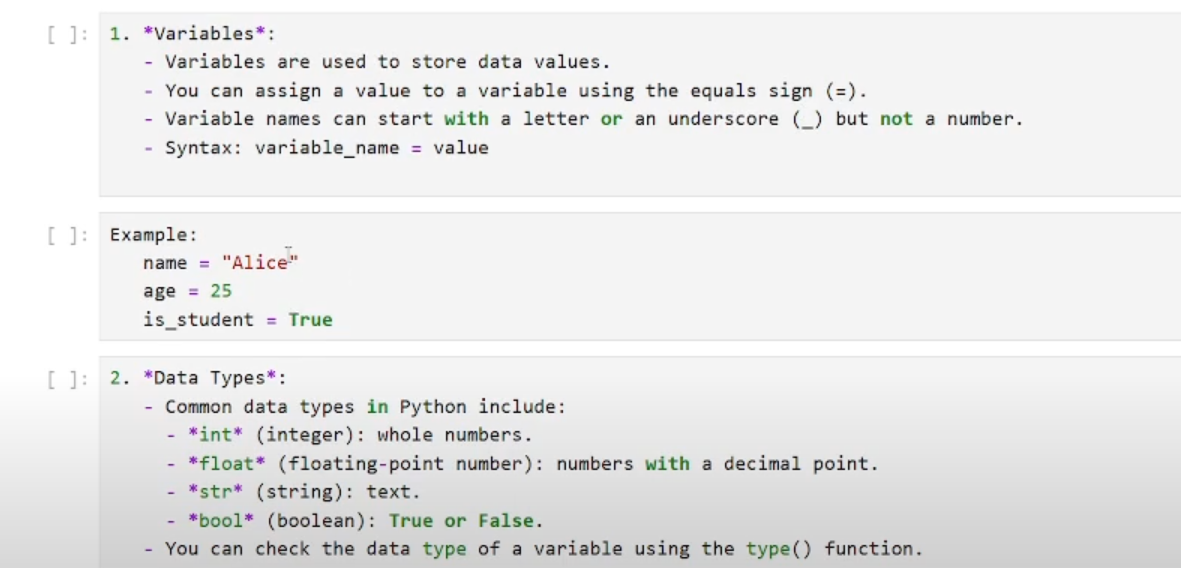 [ ]: 1. *Variables*:
- Variables are used to store data values.
- You can assign a value to a variable using the equals sign (=).
- Variable names can start with a letter or an underscore (_) but not a number.
- Syntax: variable_name = value
[ ]: Example:
name = "Alice"
age = 25
is_student = True
[ ]: 2. *Data Types*:
- Common data types in Python include:
- *int* (integer): whole numbers.
- *float* (floating-point number): numbers with a decimal point.
- *str* (string): text.
- *bool* (boolean): True or False.
- You can check the data type of a variable using the type() function.